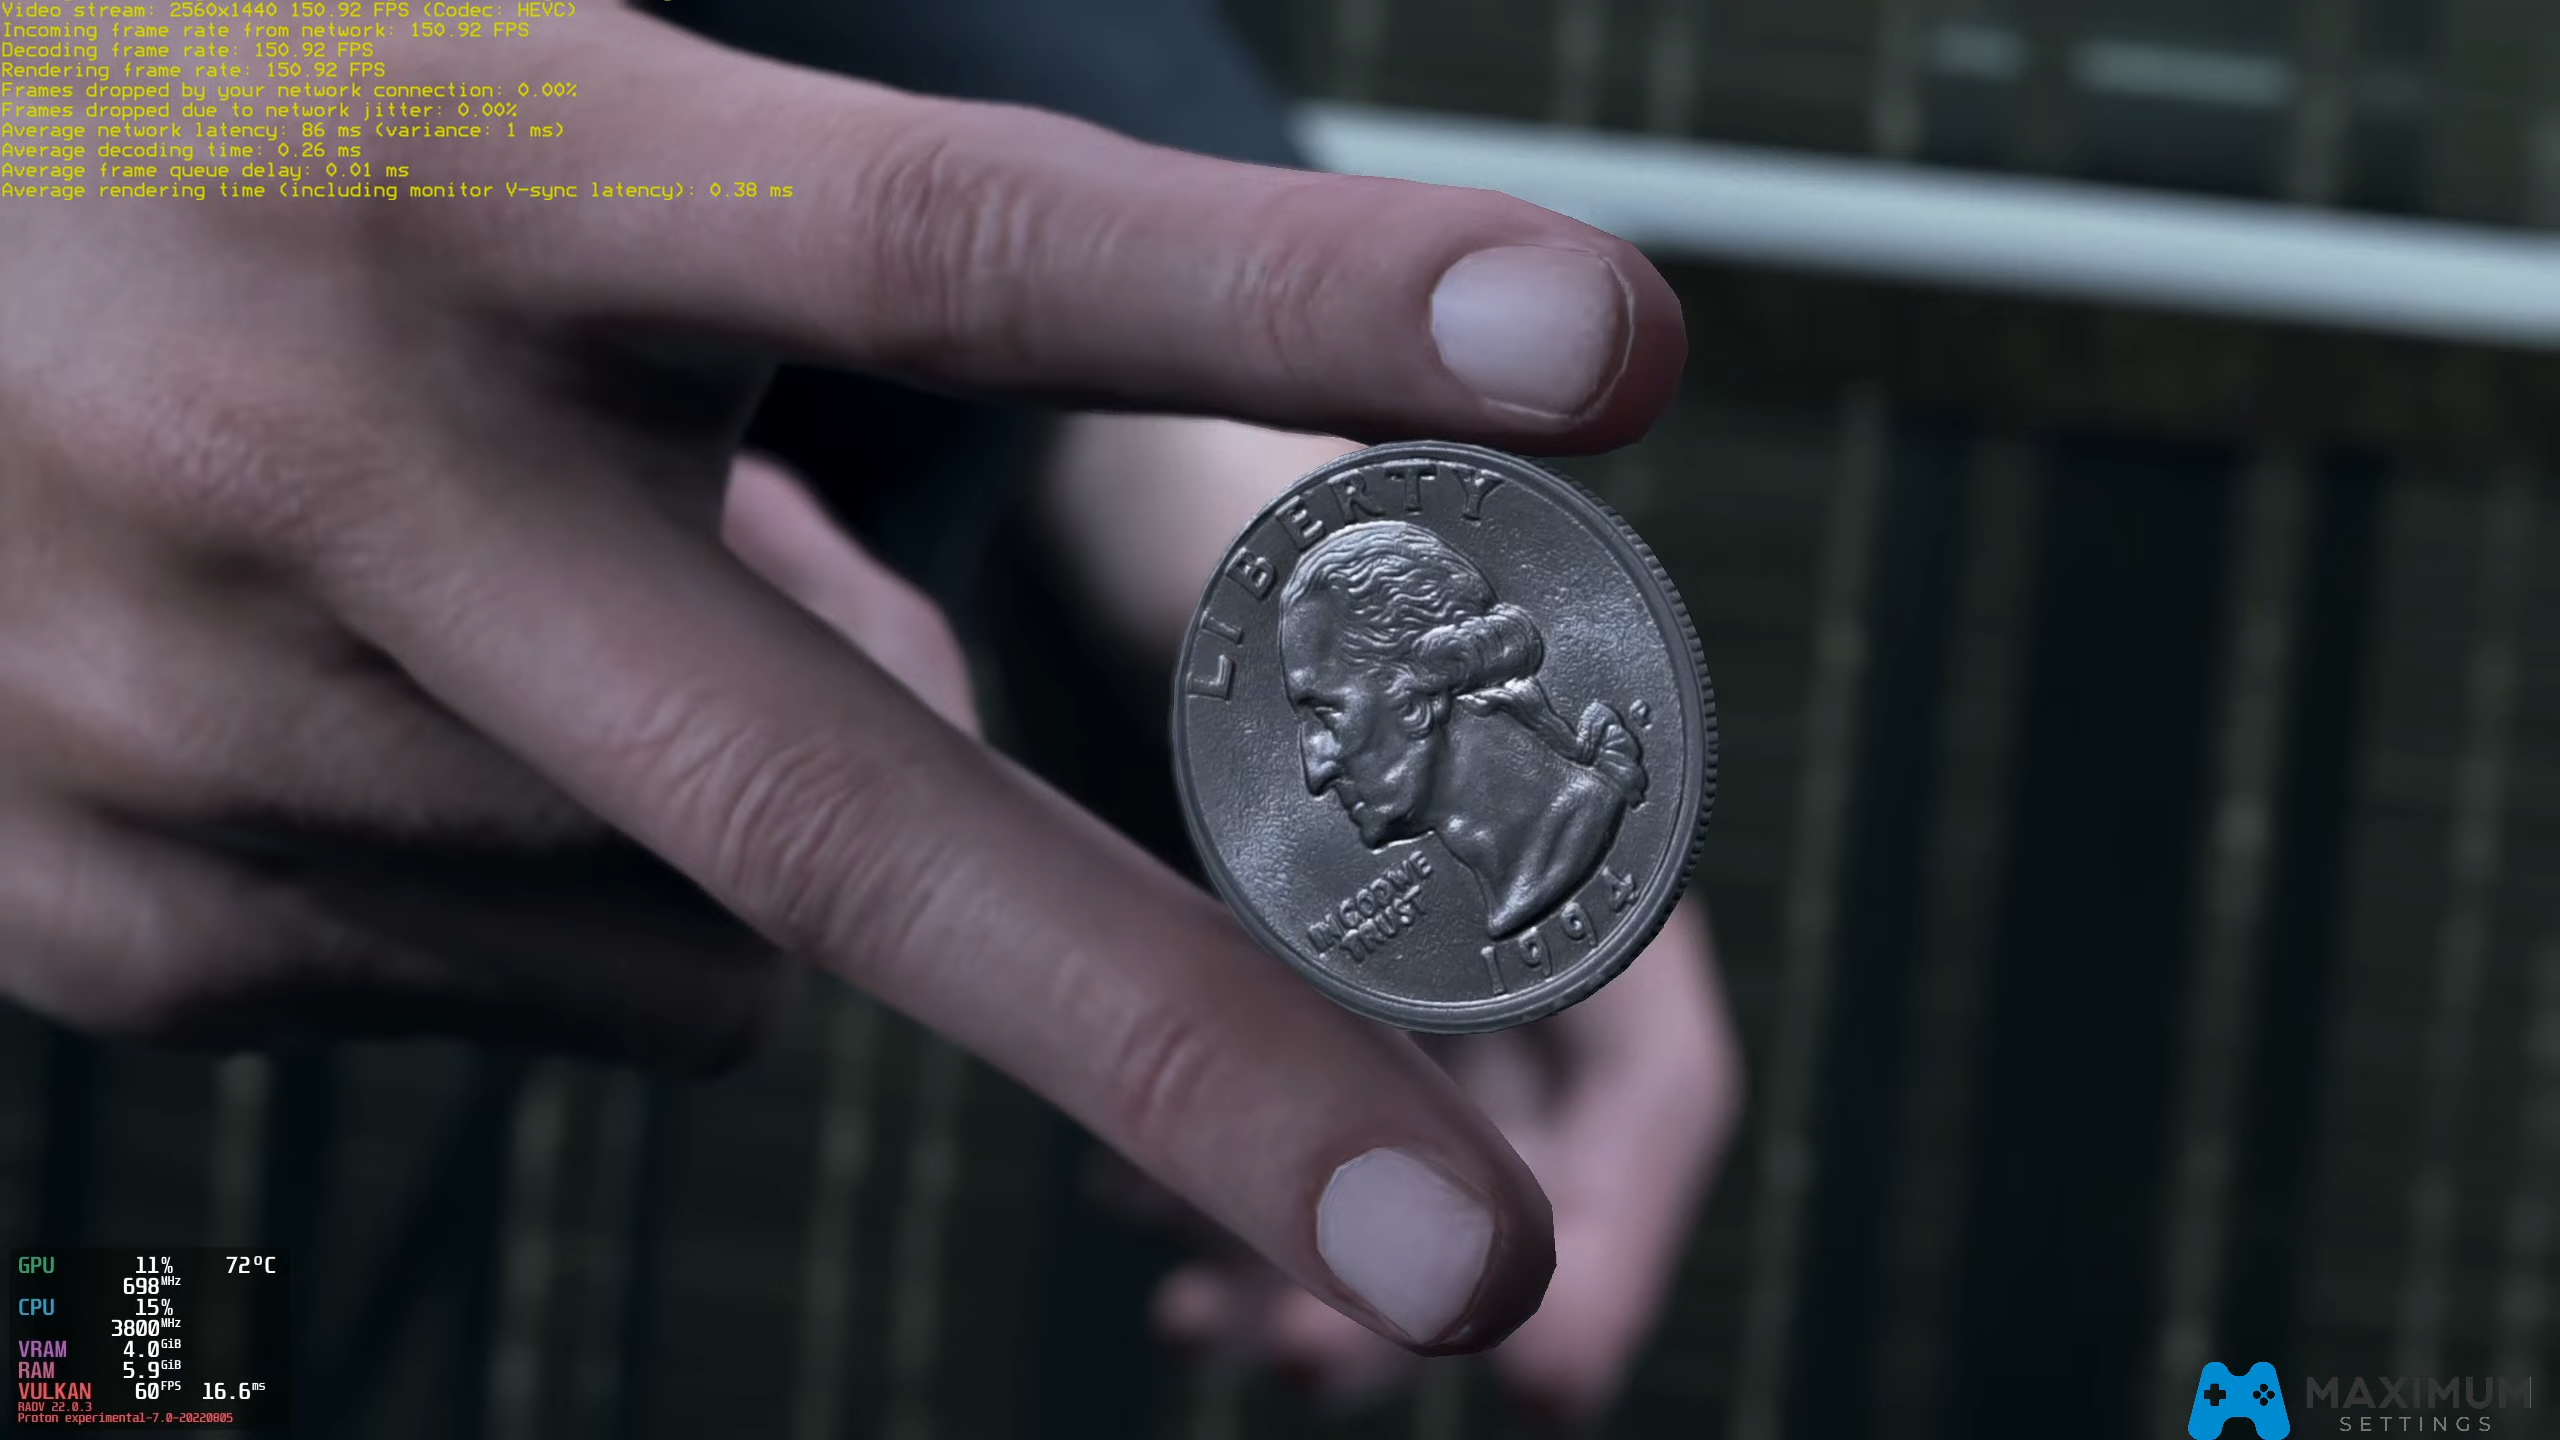 Video stream: 2560x1440 150.92 FPS (Codec: HEVC)
Incoming frame rate from network: 150.92 FPS
Decoding frame rate: 150.92 FPS
Rendering frame rate: 150.92 FPS
Frames dropped by your network connection: 0.00%
Frames dropped due to network jitter: 0.00%
Average network latency: 86 ms (variance: 1 ms)
Average decoding time: 0.26 ms
Average frame queue delay: 0.01 ms
Average rendering time (including monitor V-sync latency): 0.38 ms
LIBERTY
P
IN GOD WE
TRUST
1994
GPU 11% 72°C
698MHz
CPU 15%
3800MHz
VRAM 4.0GiB
RAM 5.9GiB
VULKAN 60FPS 16.6ms
RADV 22.0.3
Proton experimental-7.0-20220805
MAXIMUM
SETTINGS